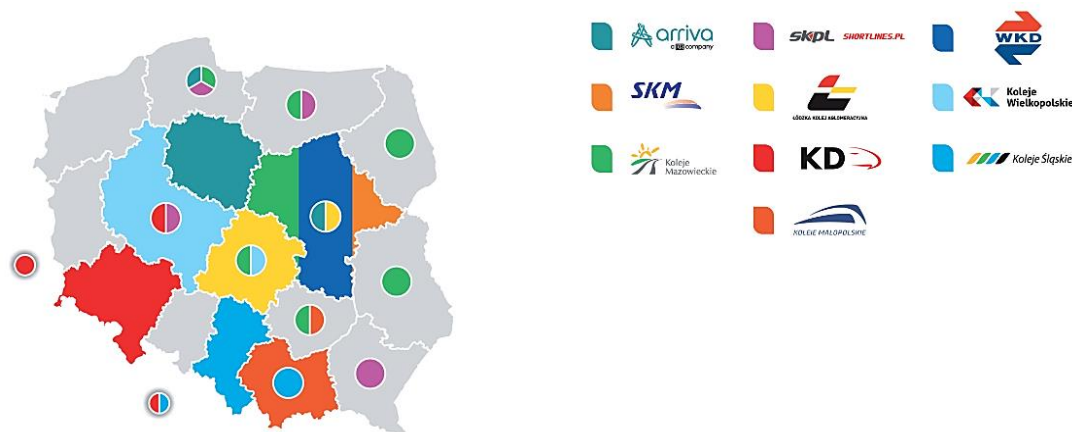 arriva
a DB company
SKPL SHORTLINES.PL
WKD
SKM
ŁÓDZKA KOLEJ AGLOMERACYJNA
Koleje
Wielkopolskie
Koleje
Mazowieckie
KD
Koleje Śląskie
KOLEJE MAŁOPOLSKIE